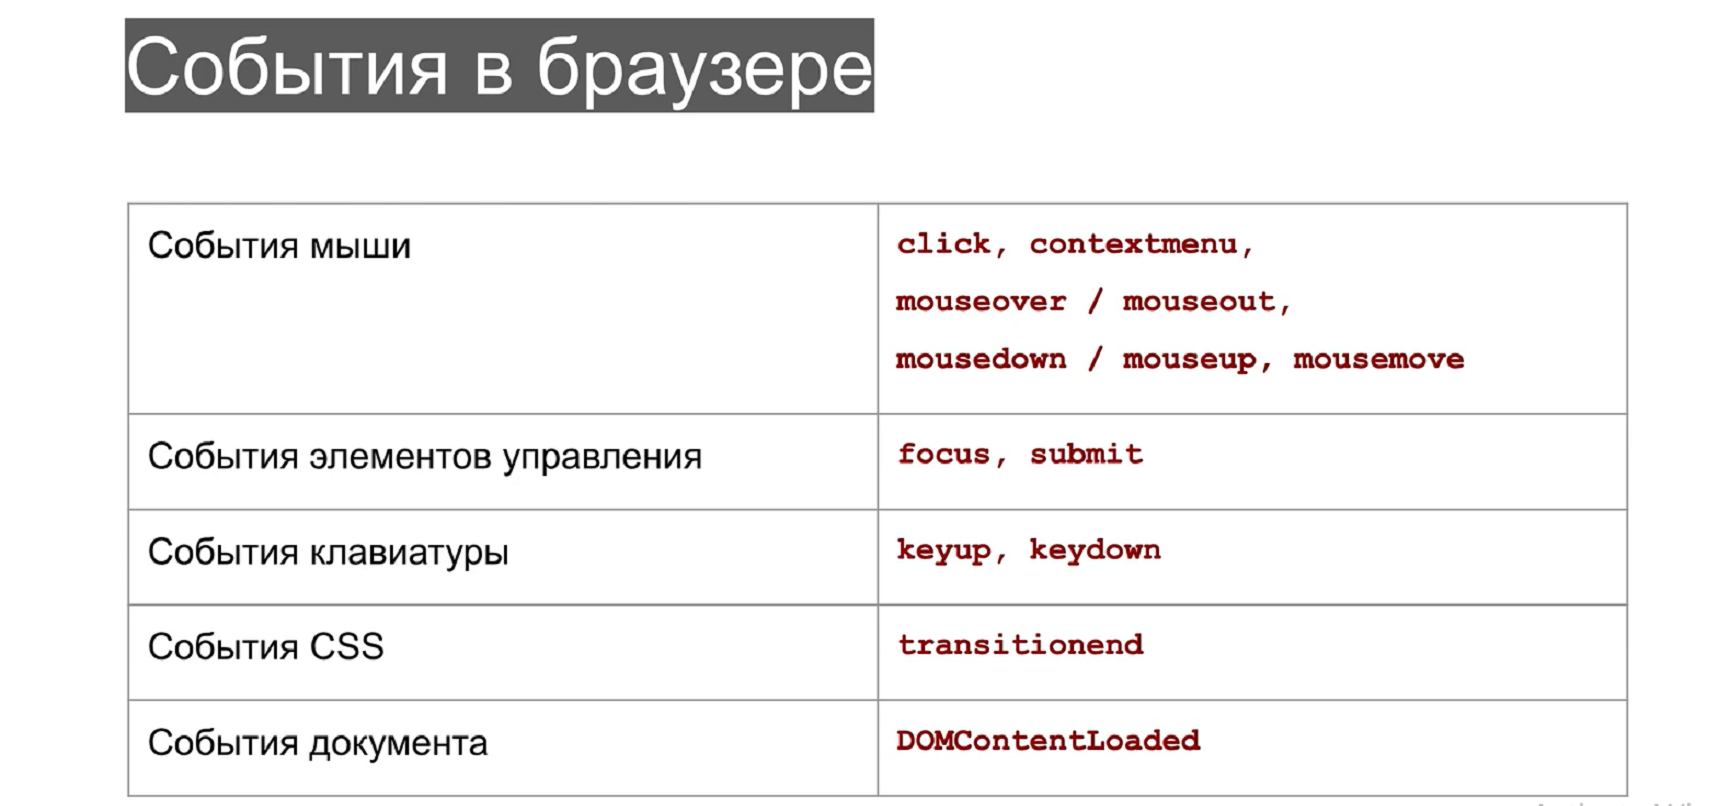 События в браузере
События мыши
click, contextmenu,
mouseover / mouseout,
mousedown / mouseup, mousemove
События элементов управления
focus, submit
События клавиатуры
keyup, keydown
События CSS
transitionend
События документа
DOMContentLoaded